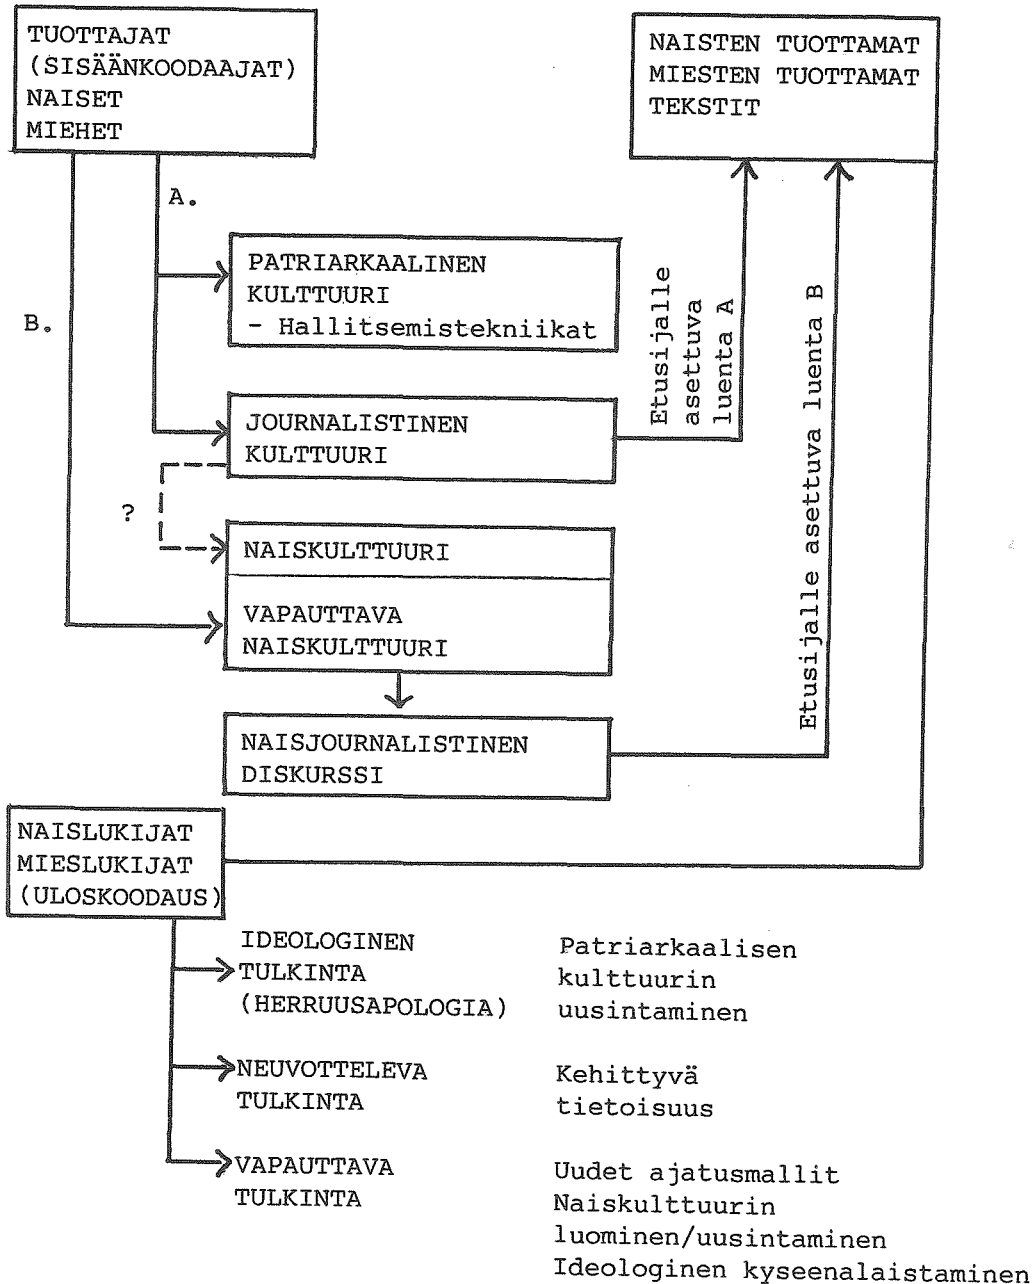 TUOTTAJAT
(SISÄÄNKOODAAJAT)
NAISET
MIEHET
NAISTEN TUOTTAMAT
MIESTEN TUOTTAMAT
TEKSTIT
A.
B.
PATRIARKAALINEN
KULTTUURI
- Hallitsemistekniikat
JOURNALISTINEN
KULTTUURI
Etusijalle
asettuva
luenta A
Etusijalle asettuva luenta B
?
NAISKULTTUURI
VAPAUTTAVA
NAISKULTTUURI
NAISJOURNALISTINEN
DISKURSSI
NAISLUKIJAT
MIESLUKIJAT
(ULOSKOODAUS)
IDEOLOGINEN
TULKINTA
(HERRUUSAPOLOGIA)
Patriarkaalisen
kulttuurin
uusintaminen
NEUVOTTELEVA
TULKINTA
Kehittyvä
tietoisuus
VAPAUTTAVA
TULKINTA
Uudet ajatusmallit
Naiskulttuurin
luominen/uusintaminen
Ideologinen kyseenalaistaminen